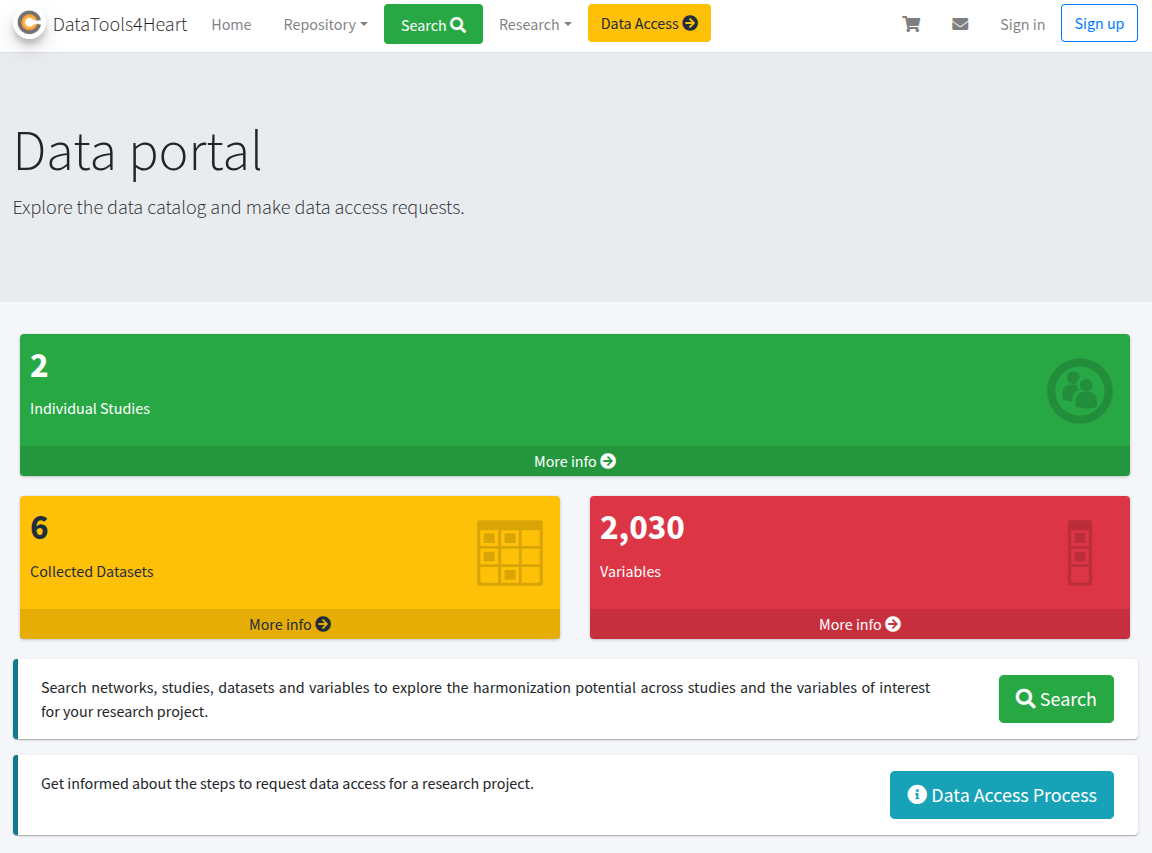 DataTools4Heart Home Repository Search Research Data Access Sign in Sign up
Data portal
Explore the data catalog and make data access requests.
2
Individual Studies
More info
6
Collected Datasets
More info
2,030
Variables
More info
Search networks, studies, datasets and variables to explore the harmonization potential across studies and the variables of interest
for your research project.
Search
Get informed about the steps to request data access for a research project.
Data Access Process